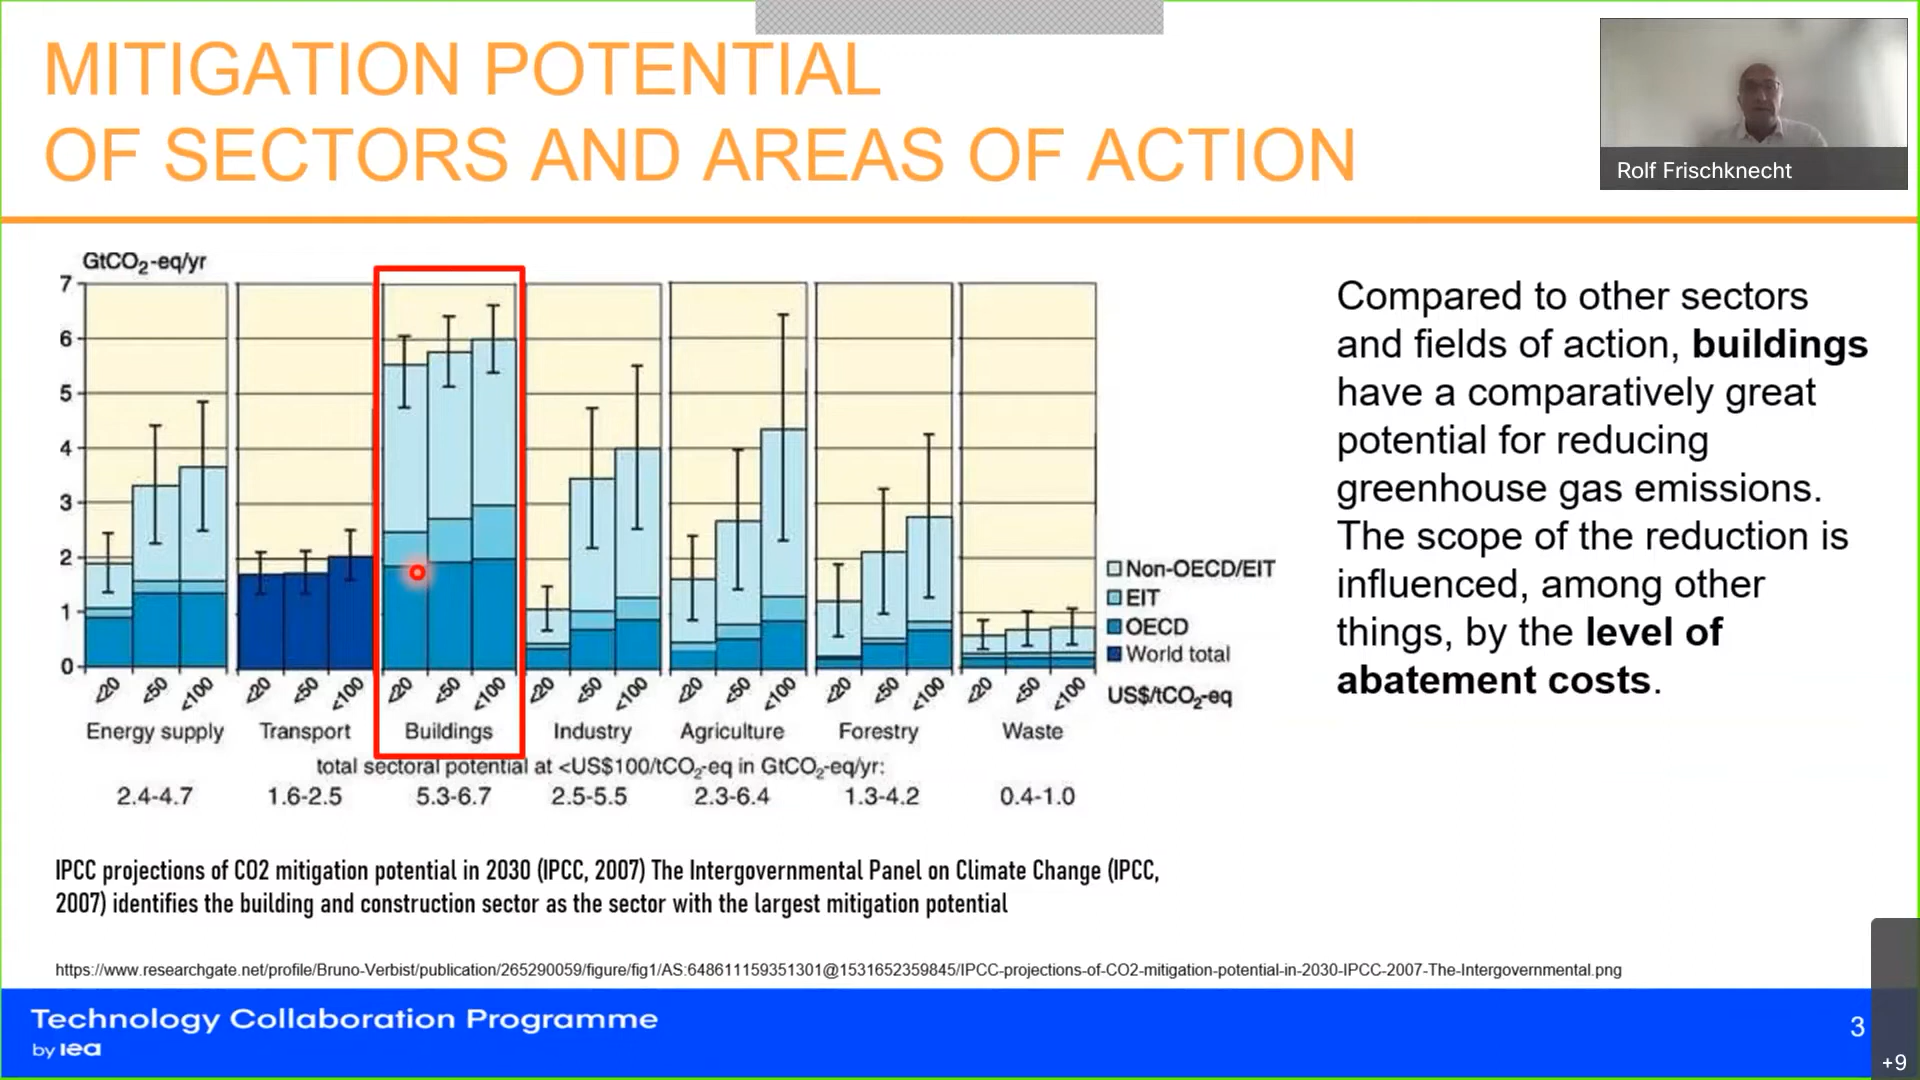 MITIGATION POTENTIAL
OF SECTORS AND AREAS OF ACTION
Rolf Frischknecht
GtCO2-eq/yr
7
6
5
4
3
2
1
0
<20 <50 <100 <20 <50 <100 <20 <50 <100 <20 <50 <100 <20 <50 <100 <20 <50 <100 <20 <50 <100 US$/tCO2-eq
Energy supply Transport Buildings Industry Agriculture Forestry Waste
Non-OECD/EIT
EIT
OECD
World total
total sectoral potential at <US$100/tCO2-eq in GtCO2-eq/yr:
2.4-4.7 1.6-2.5 5.3-6.7 2.5-5.5 2.3-6.4 1.3-4.2 0.4-1.0
Compared to other sectors
and fields of action, buildings
have a comparatively great
potential for reducing
greenhouse gas emissions.
The scope of the reduction is
influenced, among other
things, by the level of
abatement costs.
IPCC projections of CO2 mitigation potential in 2030 (IPCC, 2007) The Intergovernmental Panel on Climate Change (IPCC,
2007) identifies the building and construction sector as the sector with the largest mitigation potential
https://www.researchgate.net/profile/Bruno-Verbist/publication/265290059/figure/fig1/AS:648611159351301@1531652359845/IPCC-projections-of-CO2-mitigation-potential-in-2030-IPCC-2007-The-Intergovernmental.png
Technology Collaboration Programme
by iea
3
+9